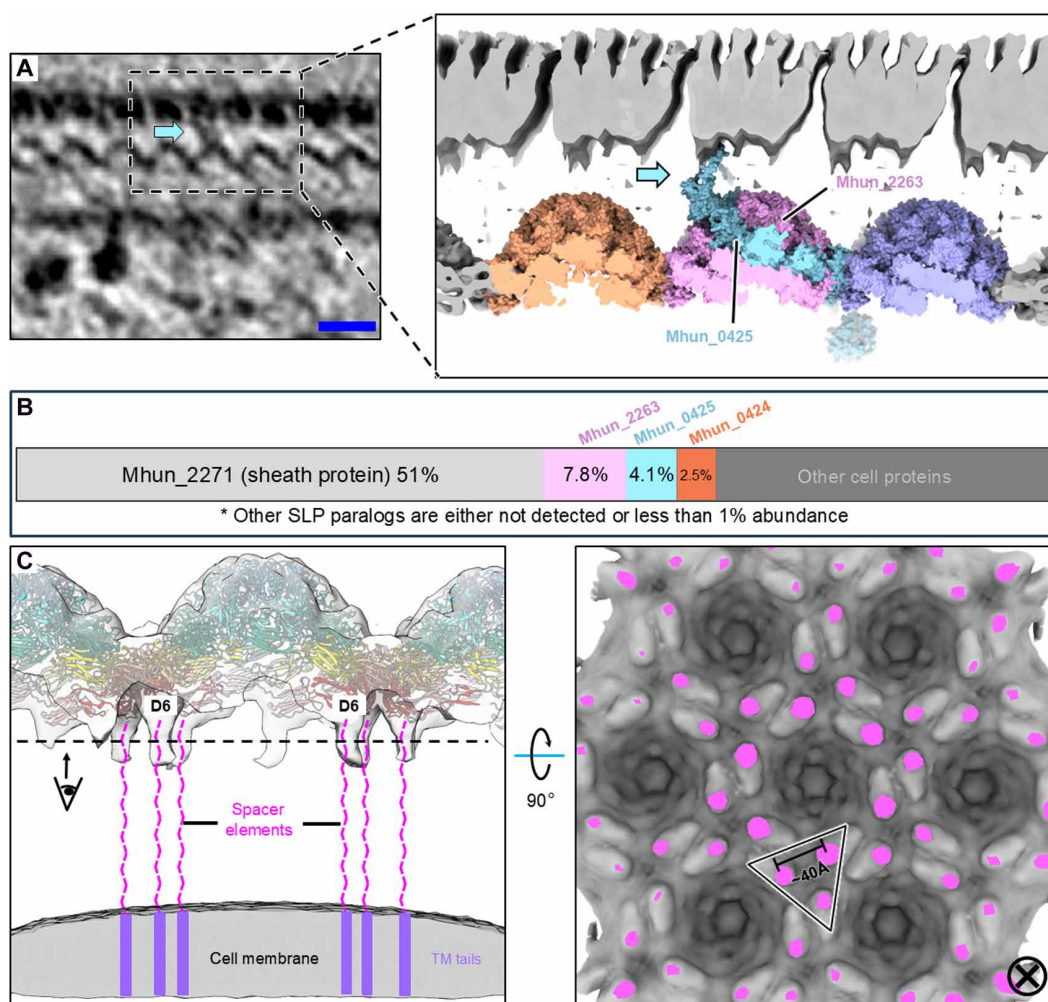 A
Mhun_2263
Mhun_0425
B
Mhun_2263
Mhun_0425
Mhun_0424
Mhun_2271 (sheath protein) 51%
7.8%
4.1%
2.5%
Other cell proteins
* Other SLP paralogs are either not detected or less than 1% abundance
C
D6
D6
Spacer
elements
Cell membrane
TM tails
90°
~40Å